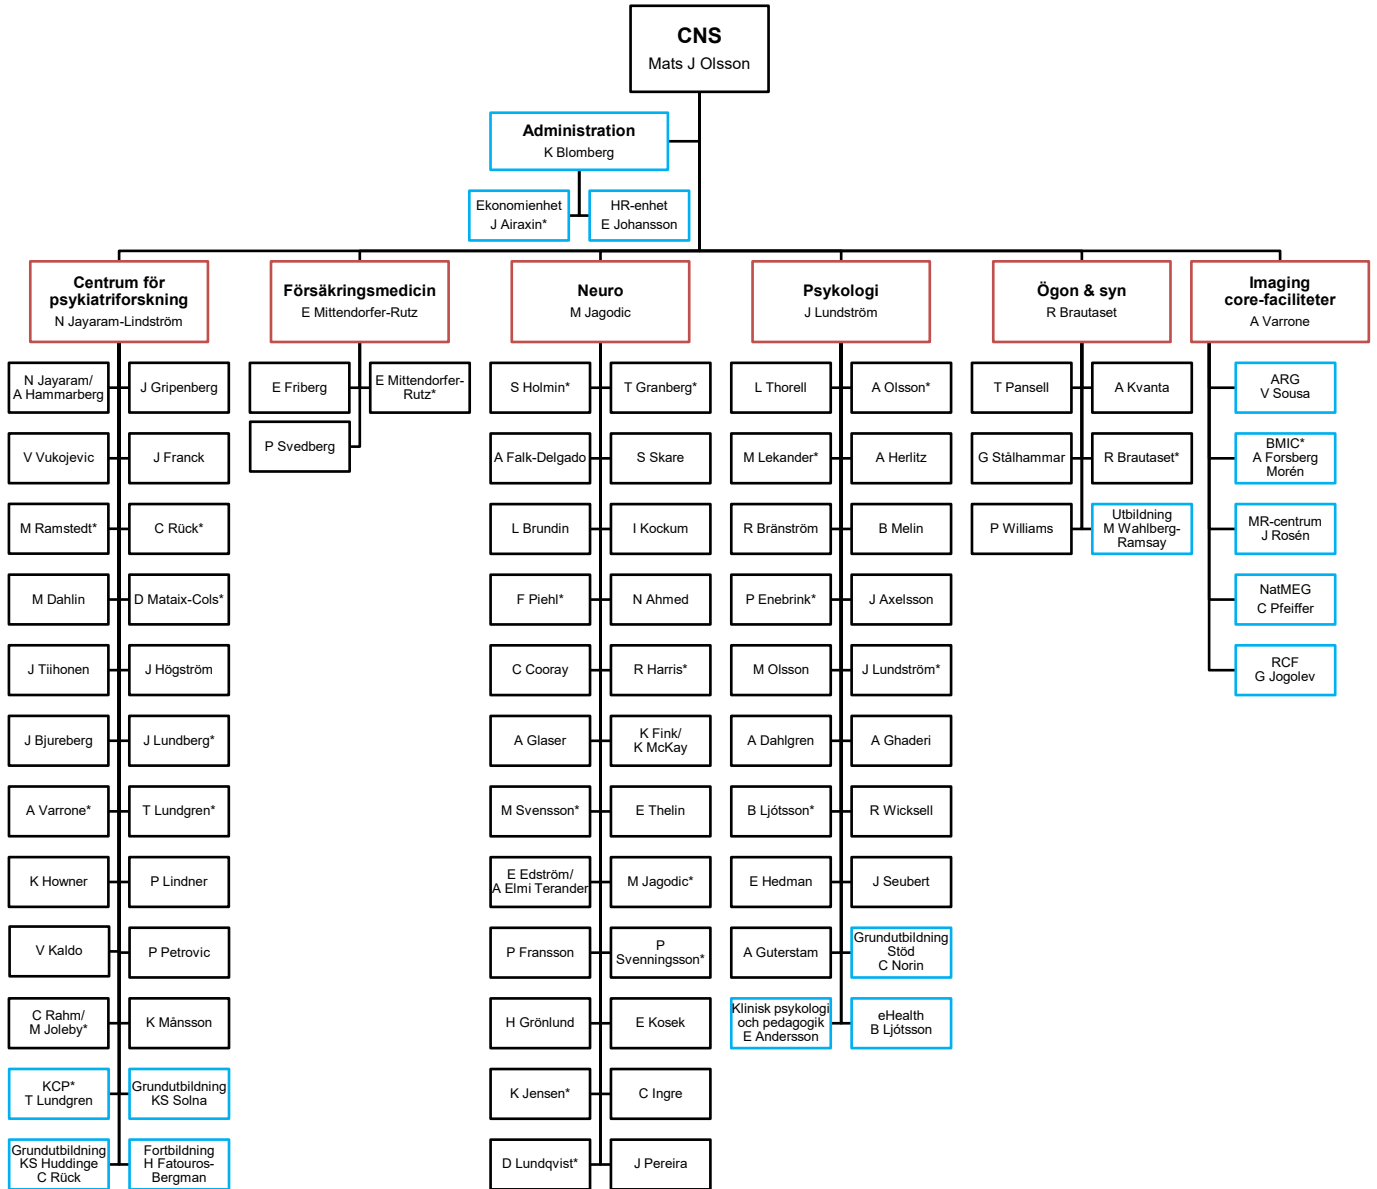 CNS
Mats J Olsson
Administration
K Blomberg
Ekonomienhet
J Airaxin*
HR-enhet
E Johansson
Centrum för
psykiatriforskning
N Jayaram-Lindström
Försäkringsmedicin
E Mittendorfer-Rutz
Neuro
M Jagodic
Psykologi
J Lundström
Ögon & syn
R Brautaset
Imaging
core-faciliteter
A Varrone
N Jayaram/
A Hammarberg
J Gripenberg
V Vukojevic
J Franck
M Ramstedt*
C Rück*
M Dahlin
D Mataix-Cols*
J Tiihonen
J Högström
J Bjureberg
J Lundberg*
A Varrone*
T Lundgren*
K Howner
P Lindner
V Kaldo
P Petrovic
C Rahm/
M Joleby*
K Månsson
KCP*
T Lundgren
Grundutbildning
KS Solna
Grundutbildning
KS Huddinge
C Rück
Fortbildning
H Fatouros-
Bergman
E Friberg
E Mittendorfer-
Rutz*
P Svedberg
S Holmin*
T Granberg*
A Falk-Delgado
S Skare
L Brundin
I Kockum
F Piehl*
N Ahmed
C Cooray
R Harris*
A Glaser
K Fink/
K McKay
M Svensson*
E Thelin
E Edström/
A Elmi Terander
M Jagodic*
P Fransson
P
Svenningsson*
H Grönlund
E Kosek
K Jensen*
C Ingre
D Lundqvist*
J Pereira
L Thorell
A Olsson*
M Lekander*
A Herlitz
R Bränström
B Melin
P Enebrink*
J Axelsson
M Olsson
J Lundström*
A Dahlgren
A Ghaderi
B Ljótsson*
R Wicksell
E Hedman
J Seubert
A Guterstam
Grundutbildning
Stöd
C Norin
Klinisk psykologi
och pedagogik
E Andersson
eHealth
B Ljótsson
T Pansell
A Kvanta
G Stålhammar
R Brautaset*
P Williams
Utbildning
M Wahlberg-
Ramsay
ARG
V Sousa
BMIC*
A Forsberg
Morén
MR-centrum
J Rosén
NatMEG
C Pfeiffer
RCF
G Jogolev